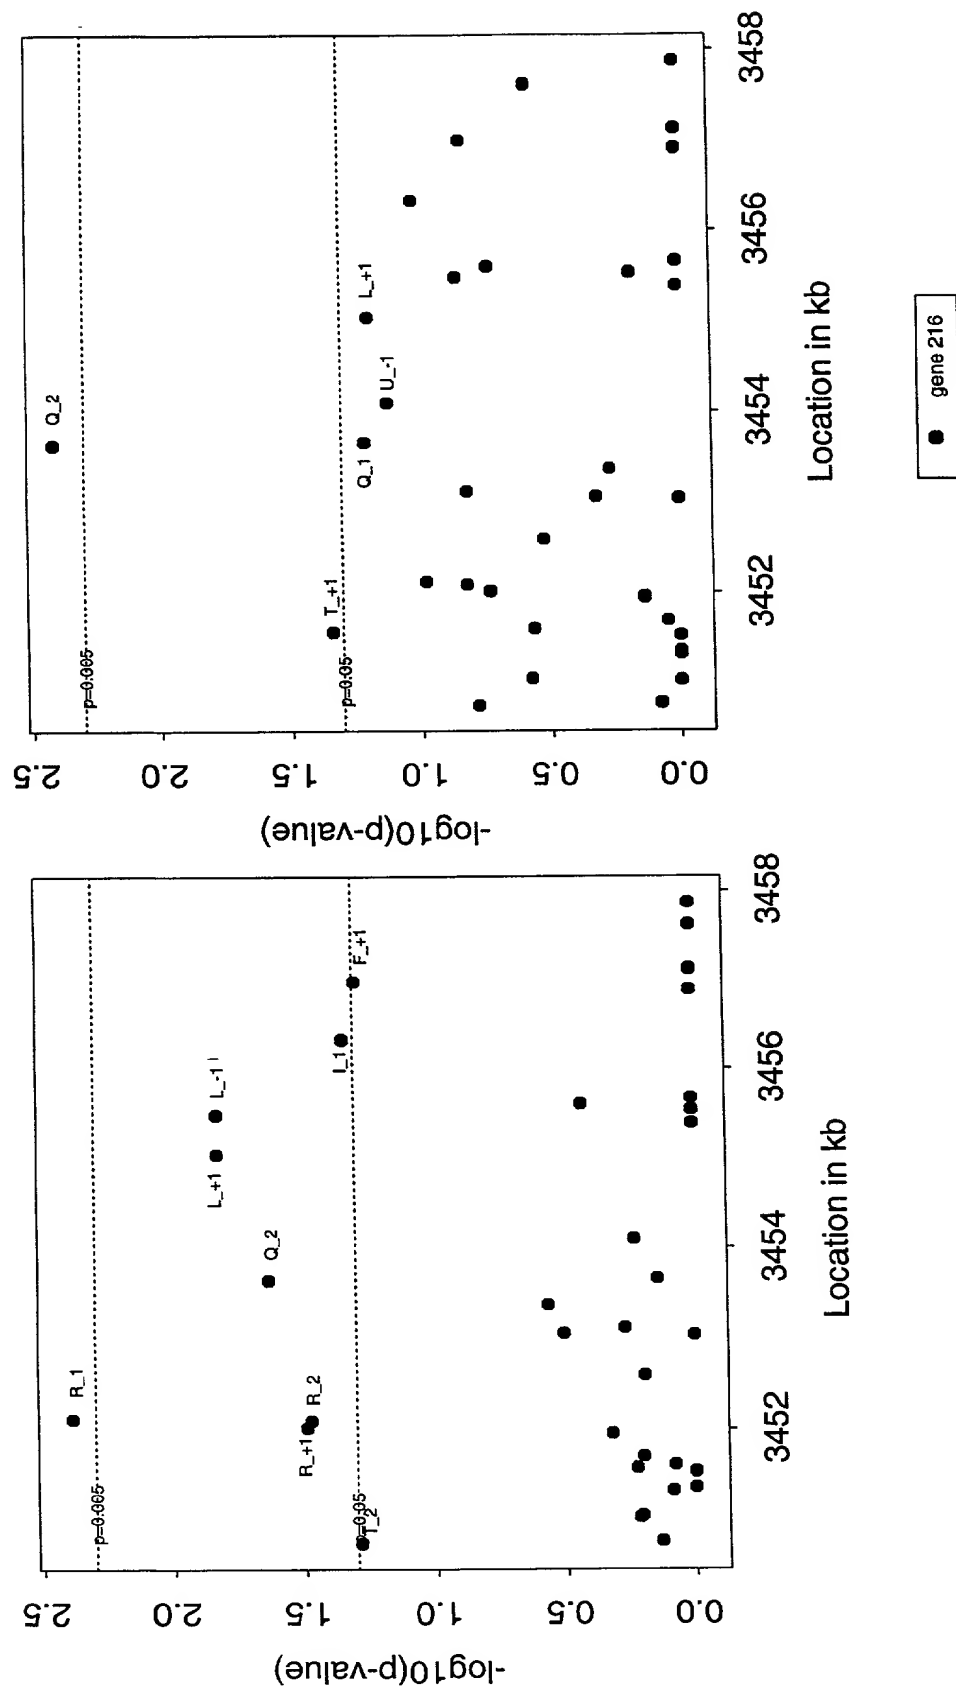 2.5
2.0
1.5
1.0
0.5
0.0
-log10(p-value)
p=0.005
p=0.05
R_1
R_+1
R_2
T_2
Q_2
L_+1
L_-1
I_1
F_+1
3452
3454
3456
3458
Location in kb
2.5
2.0
1.5
1.0
0.5
0.0
-log10(p-value)
p=0.005
p=0.05
Q_2
T_+1
Q_1
U_-1
L_+1
3452
3454
3456
3458
Location in kb
gene 216